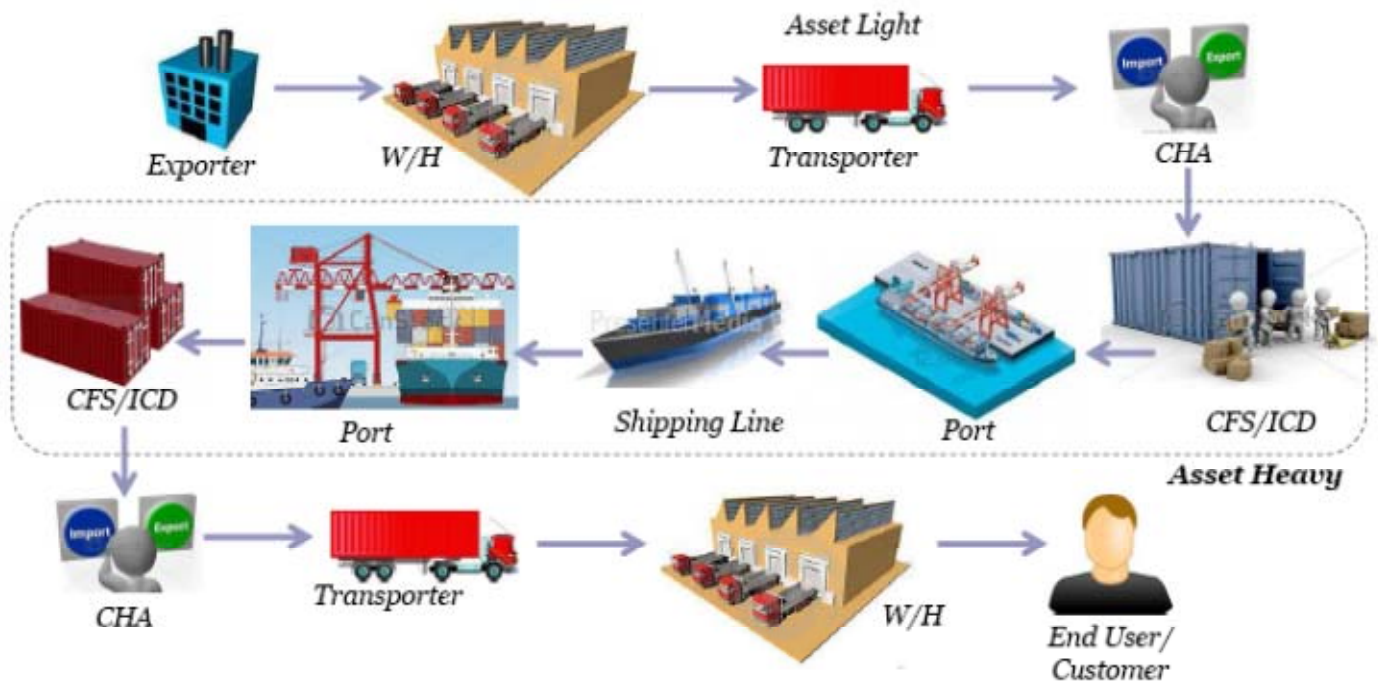 Asset Light
Import
Export
Exporter
W/H
Transporter
CHA
CFS/ICD
Port
Shipping Line
Port
CFS/ICD
Asset Heavy
Import
Export
CHA
Transporter
W/H
End User/
Customer